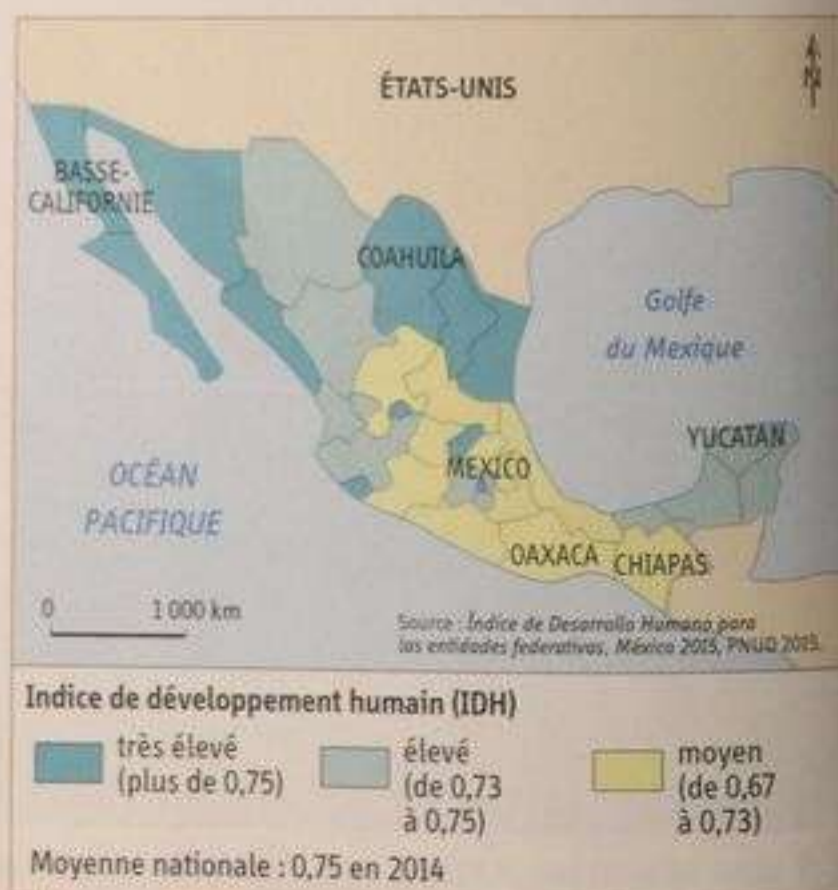 N
ÉTATS-UNIS
BASSE-
CALIFORNIE
COAHUILA
Golfe
du Mexique
YUCATAN
OCÉAN
PACIFIQUE
MEXICO
OAXACA
CHIAPAS
0 1 000 km
Source : Índice de Desarrollo Humano para
las entidades federativas, México 2015, PNUD 2015.
Indice de développement humain (IDH)
très élevé
(plus de 0,75)
élevé
(de 0,73
à 0,75)
moyen
(de 0,67
à 0,73)
Moyenne nationale : 0,75 en 2014